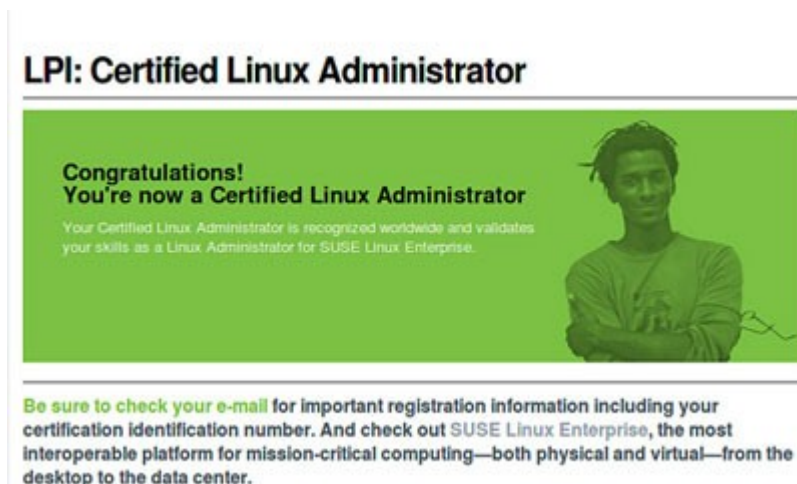 LPI: Certified Linux Administrator
Congratulations!
You're now a Certified Linux Administrator
Your Certified Linux Administrator is recognized worldwide and validates
your skills as a Linux Administrator for SUSE Linux Enterprise.
Be sure to check your e-mail for important registration information including your
certification identification number. And check out SUSE Linux Enterprise, the most
interoperable platform for mission-critical computing—both physical and virtual—from the
desktop to the data center.